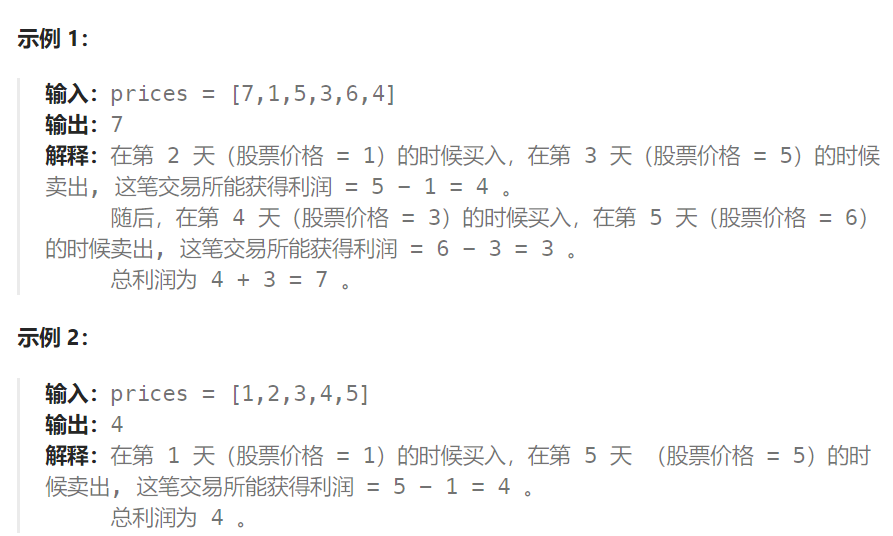 示例 1：
输入：prices = [7,1,5,3,6,4]
输出：7
解释：在第 2 天（股票价格 = 1）的时候买入，在第 3 天（股票价格 = 5）的时候
卖出, 这笔交易所能获得利润 = 5 - 1 = 4 。
随后，在第 4 天（股票价格 = 3）的时候买入，在第 5 天（股票价格 = 6）
的时候卖出, 这笔交易所能获得利润 = 6 - 3 = 3 。
总利润为 4 + 3 = 7 。
示例 2：
输入：prices = [1,2,3,4,5]
输出：4
解释：在第 1 天（股票价格 = 1）的时候买入，在第 5 天 （股票价格 = 5）的时
候卖出, 这笔交易所能获得利润 = 5 - 1 = 4 。
总利润为 4 。